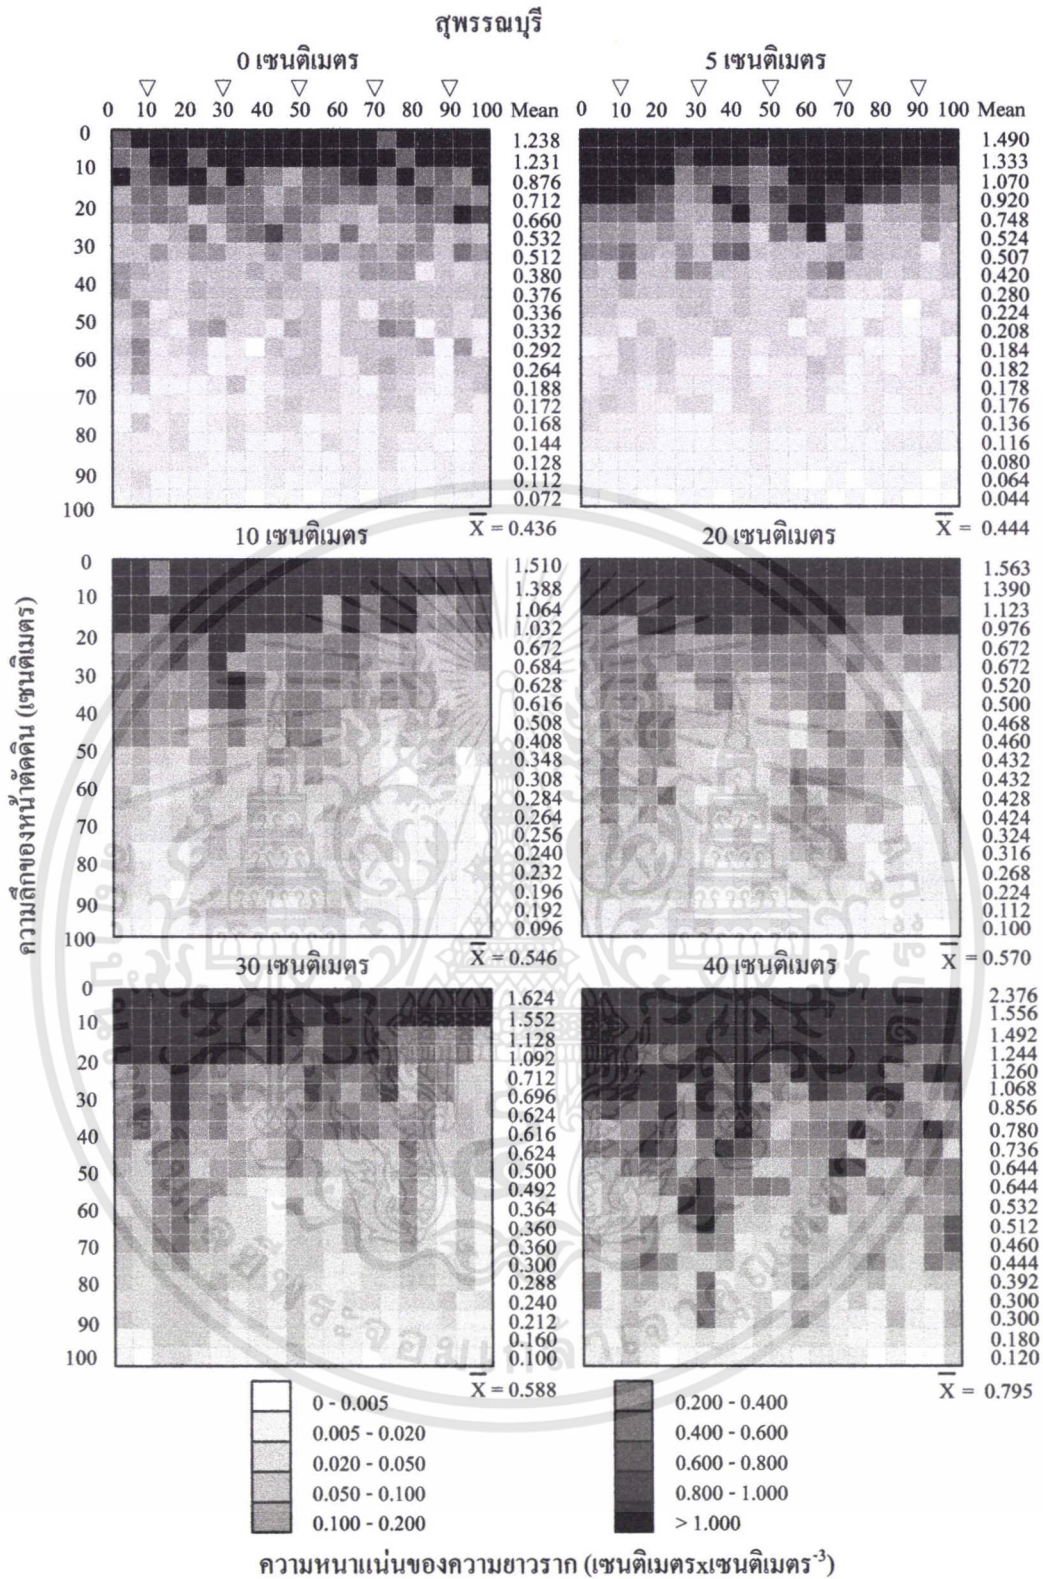 สุพรรณบุรี
0 เซนติเมตร 5 เซนติเมตร
0 10 20 30 40 50 60 70 80 90 100 Mean 0 10 20 30 40 50 60 70 80 90 100 Mean
0 1.238 1.490
1.231 1.333
10 0.876 1.070
0.712 0.920
20 0.660 0.748
0.532 0.524
30 0.512 0.507
0.380 0.420
40 0.376 0.280
0.336 0.224
50 0.332 0.208
0.292 0.184
60 0.264 0.182
0.188 0.178
70 0.172 0.176
0.168 0.136
80 0.144 0.116
0.128 0.080
90 0.112 0.064
0.072 0.044
100 X̄ = 0.436 X̄ = 0.444
10 เซนติเมตร 20 เซนติเมตร
0 1.510 1.563
1.388 1.390
10 1.064 1.123
1.032 0.976
20 0.672 0.672
0.684 0.672
30 0.628 0.520
0.616 0.500
40 0.508 0.468
0.408 0.460
50 0.348 0.432
0.308 0.432
60 0.284 0.428
0.264 0.424
70 0.256 0.324
0.240 0.316
80 0.232 0.268
0.196 0.224
90 0.192 0.112
0.096 0.100
100 X̄ = 0.546 X̄ = 0.570
ความลึกของหน้าตัดดิน (เซนติเมตร)
30 เซนติเมตร 40 เซนติเมตร
0 1.624 2.376
10 1.552 1.556
1.128 1.492
20 1.092 1.244
0.712 1.260
30 0.696 1.068
0.624 0.856
40 0.616 0.780
0.624 0.736
50 0.500 0.644
0.492 0.644
60 0.364 0.532
0.360 0.512
70 0.360 0.460
0.300 0.444
80 0.288 0.392
0.240 0.300
90 0.212 0.300
0.160 0.180
100 0.100 0.120
X̄ = 0.588 X̄ = 0.795
0 - 0.005 0.200 - 0.400
0.005 - 0.020 0.400 - 0.600
0.020 - 0.050 0.600 - 0.800
0.050 - 0.100 0.800 - 1.000
0.100 - 0.200 > 1.000
ความหนาแน่นของความยาวราก (เซนติเมตรxเซนติเมตร⁻³)